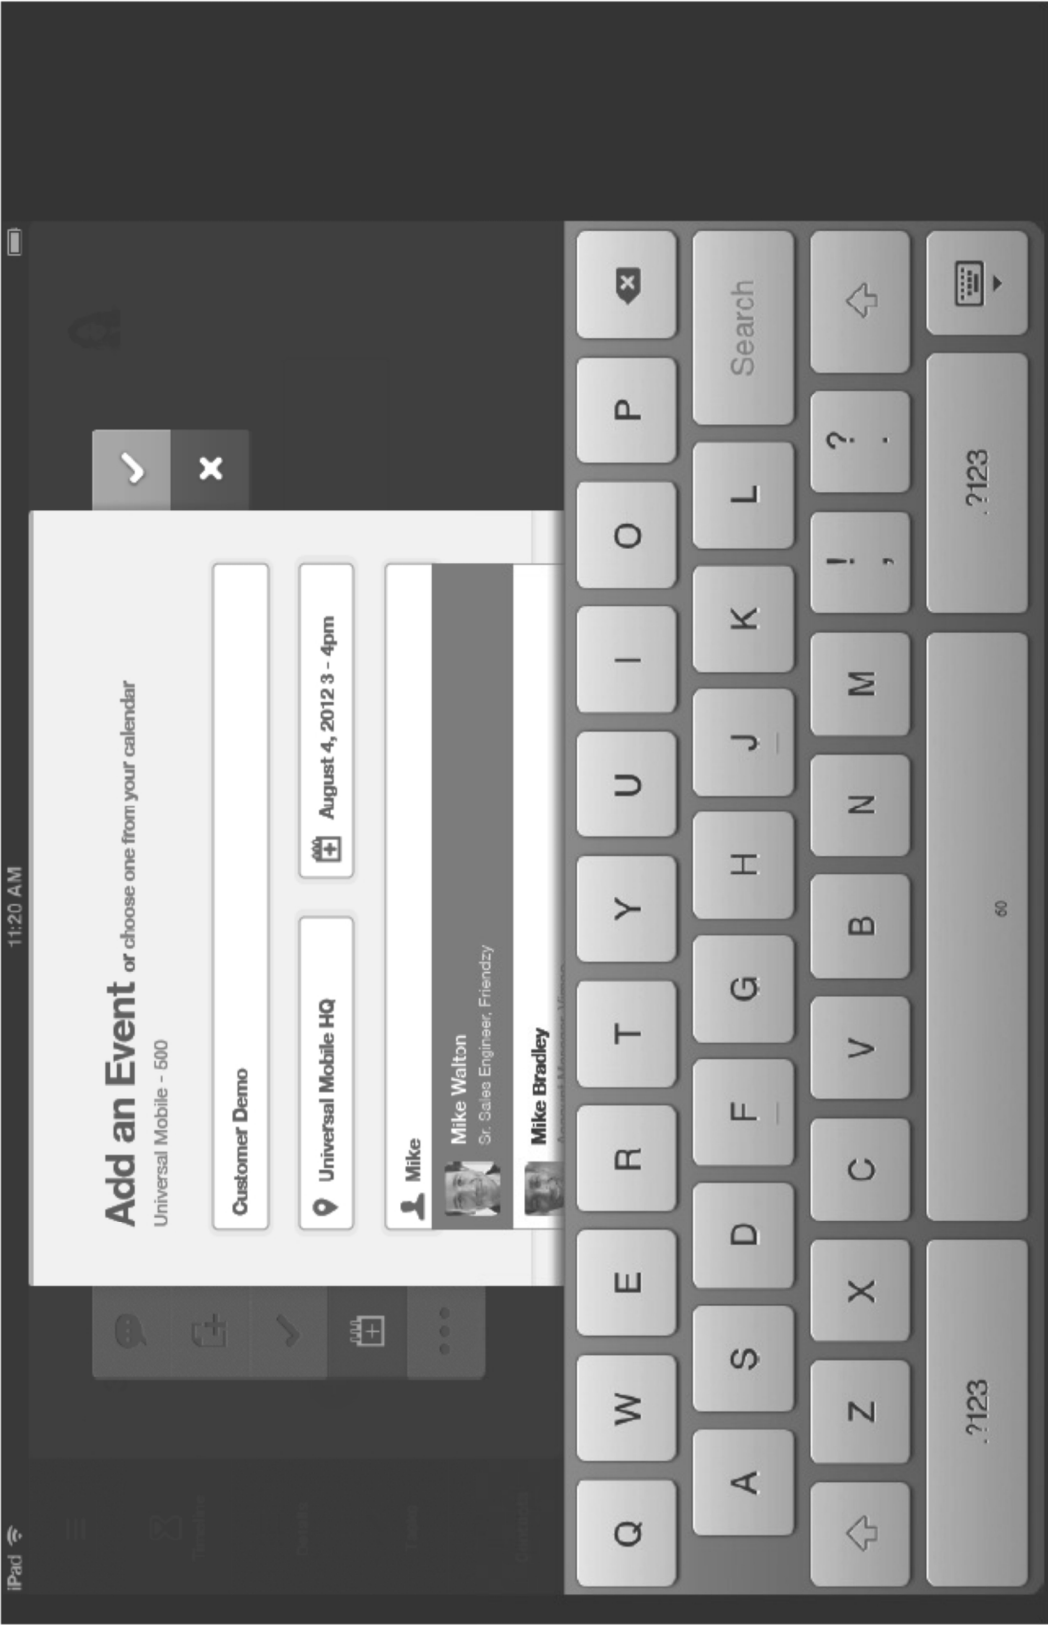 iPad
11:20 AM
Add an Event or choose one from your calendar
Universal Mobile - 500
Customer Demo
Universal Mobile HQ
August 4, 2012 3 - 4pm
Mike
Mike Walton
Sr. Sales Engineer, Friendzy
Mike Bradley
Q W E R T Y U I O P
A S D F G H J K L Search
Z X C V B N M ! , ? .
.?123 60 .?123